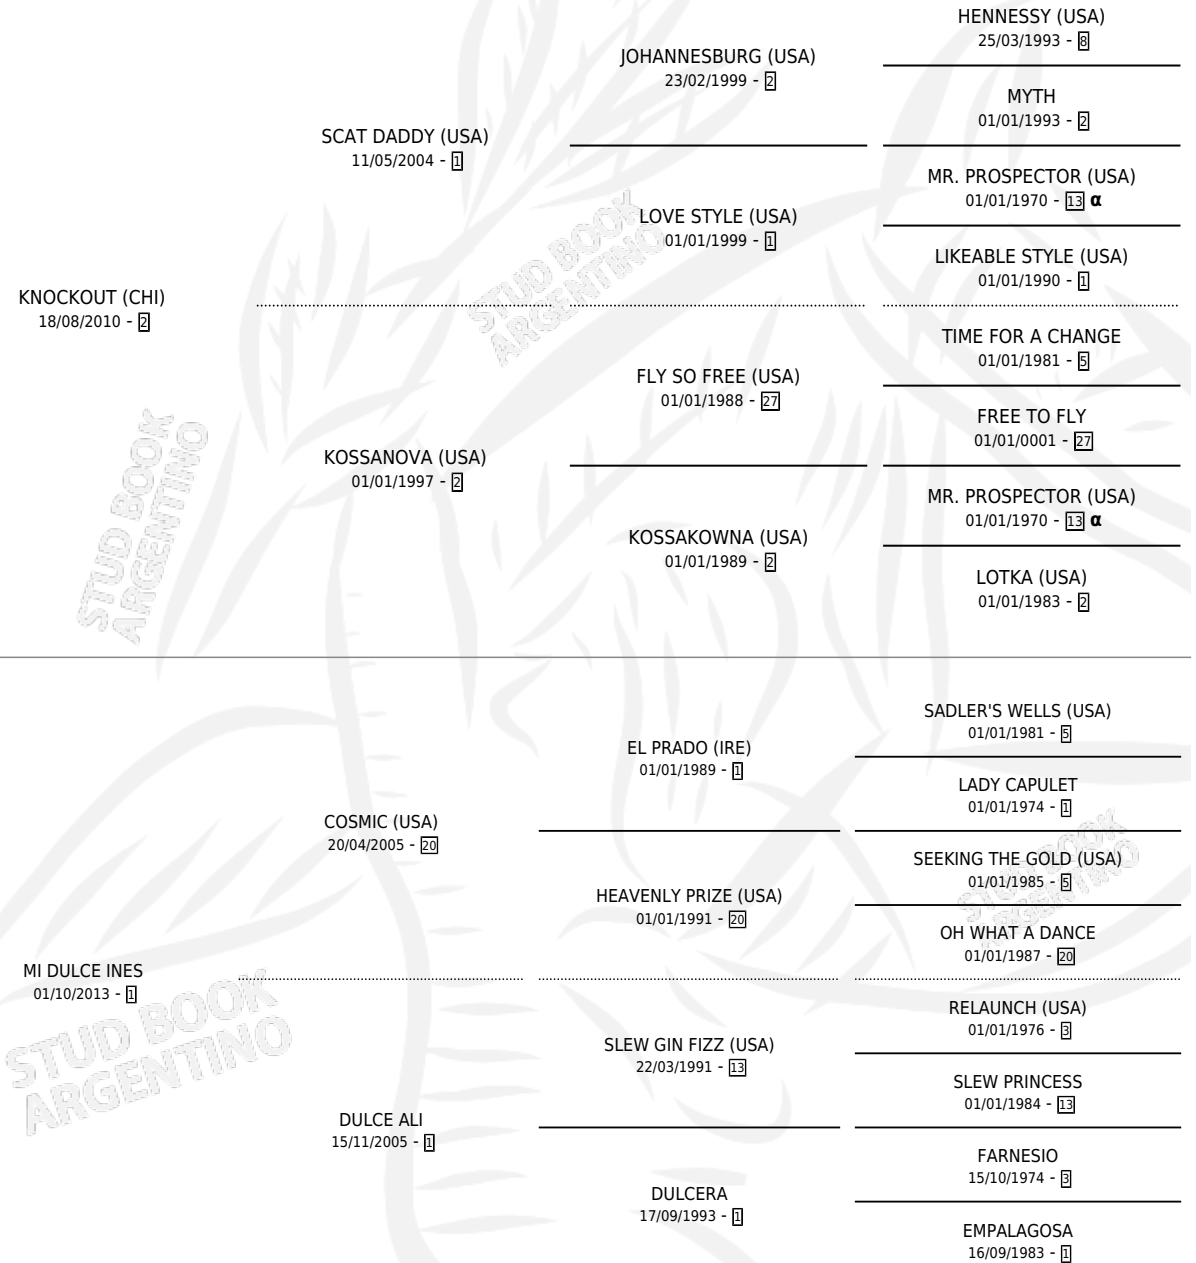 HENNESSY (USA)
25/03/1993 - 8
JOHANNESBURG (USA)
23/02/1999 - 2
MYTH
01/01/1993 - 2
SCAT DADDY (USA)
11/05/2004 - 1
MR. PROSPECTOR (USA)
01/01/1970 - 13 α
LOVE STYLE (USA)
01/01/1999 - 1
LIKEABLE STYLE (USA)
01/01/1990 - 1
KNOCKOUT (CHI)
18/08/2010 - 2
TIME FOR A CHANGE
01/01/1981 - 5
FLY SO FREE (USA)
01/01/1988 - 27
FREE TO FLY
01/01/0001 - 27
KOSSANOVA (USA)
01/01/1997 - 2
MR. PROSPECTOR (USA)
01/01/1970 - 13 α
KOSSAKOWNA (USA)
01/01/1989 - 2
LOTKA (USA)
01/01/1983 - 2
STUD BOOK
ARGENTINO
STUD BOOK
ARGENTINO
SADLER'S WELLS (USA)
01/01/1981 - 5
EL PRADO (IRE)
01/01/1989 - 1
LADY CAPULET
01/01/1974 - 1
COSMIC (USA)
20/04/2005 - 20
SEEKING THE GOLD (USA)
01/01/1985 - 5
HEAVENLY PRIZE (USA)
01/01/1991 - 20
OH WHAT A DANCE
01/01/1987 - 20
MI DULCE INES
01/10/2013 - 1
RELAUNCH (USA)
01/01/1976 - 3
SLEW GIN FIZZ (USA)
22/03/1991 - 13
SLEW PRINCESS
01/01/1984 - 13
DULCE ALI
15/11/2005 - 1
FARNESIO
15/10/1974 - 3
DULCERA
17/09/1993 - 1
EMPALAGOSA
16/09/1983 - 1
STUD BOOK
ARGENTINO
STUD BOOK
ARGENTINO